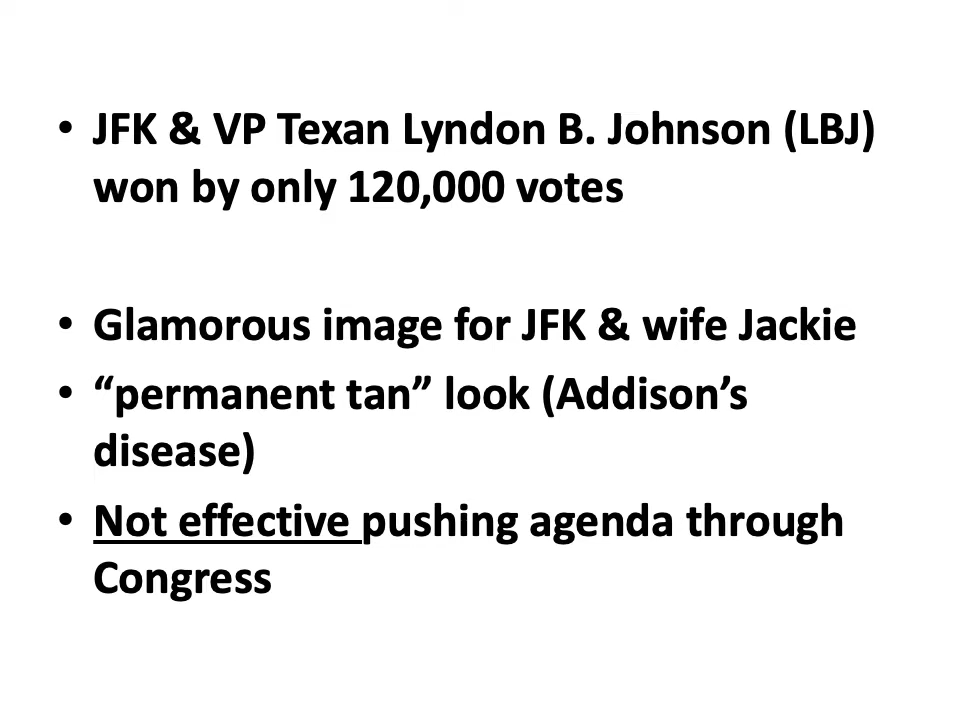 • JFK & VP Texan Lyndon B. Johnson (LBJ)
won by only 120,000 votes
• Glamorous image for JFK & wife Jackie
• “permanent tan” look (Addison’s
disease)
• Not effective pushing agenda through
Congress